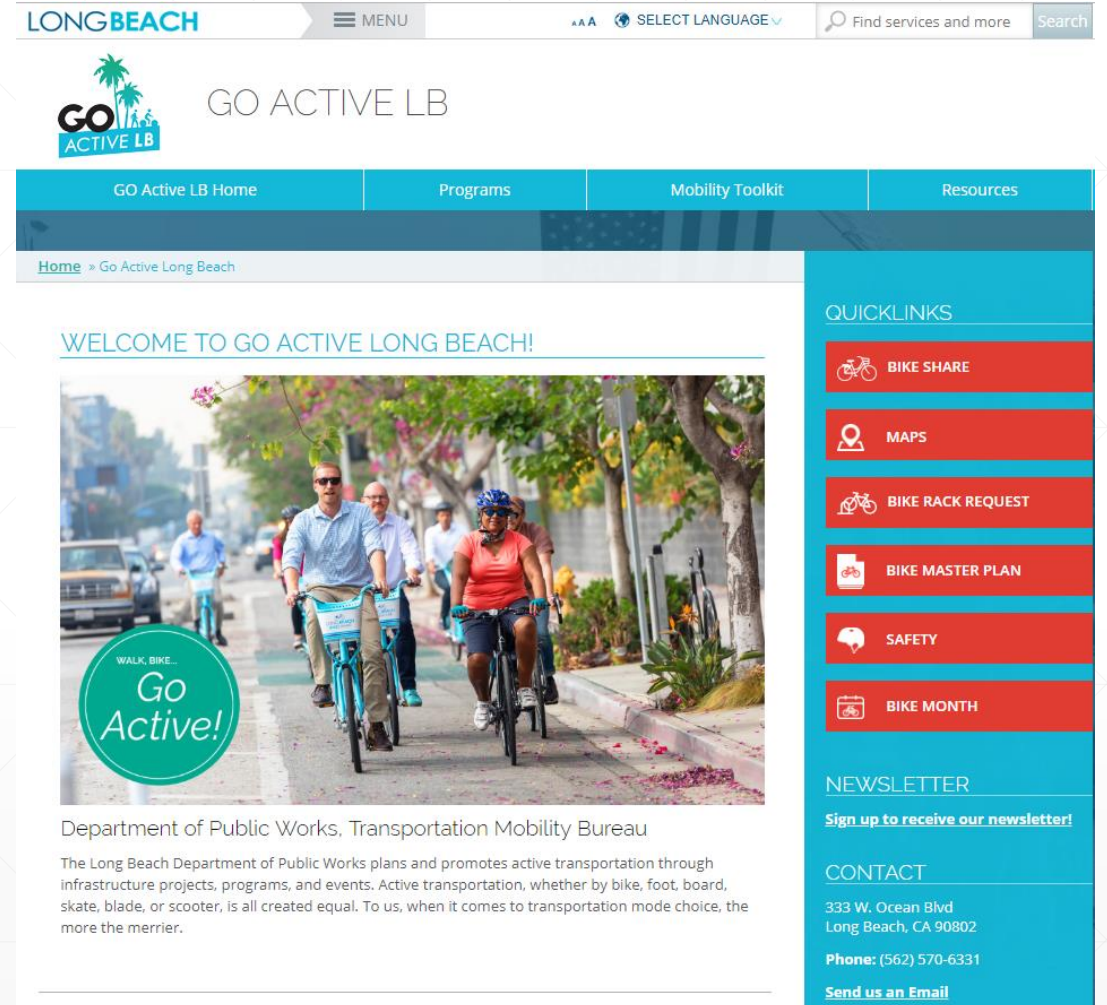 LONGBEACH
MENU
AAA
SELECT LANGUAGE
Find services and more
Search
GO
ACTIVE LB
GO ACTIVE LB
GO Active LB Home
Programs
Mobility Toolkit
Resources
Home » Go Active Long Beach
WELCOME TO GO ACTIVE LONG BEACH!
WALK, BIKE...
Go
Active!
Department of Public Works, Transportation Mobility Bureau
The Long Beach Department of Public Works plans and promotes active transportation through
infrastructure projects, programs, and events. Active transportation, whether by bike, foot, board,
skate, blade, or scooter, is all created equal. To us, when it comes to transportation mode choice, the
more the merrier.
QUICKLINKS
BIKE SHARE
MAPS
BIKE RACK REQUEST
BIKE MASTER PLAN
SAFETY
BIKE MONTH
NEWSLETTER
Sign up to receive our newsletter!
CONTACT
333 W. Ocean Blvd
Long Beach, CA 90802
Phone: (562) 570-6331
Send us an Email